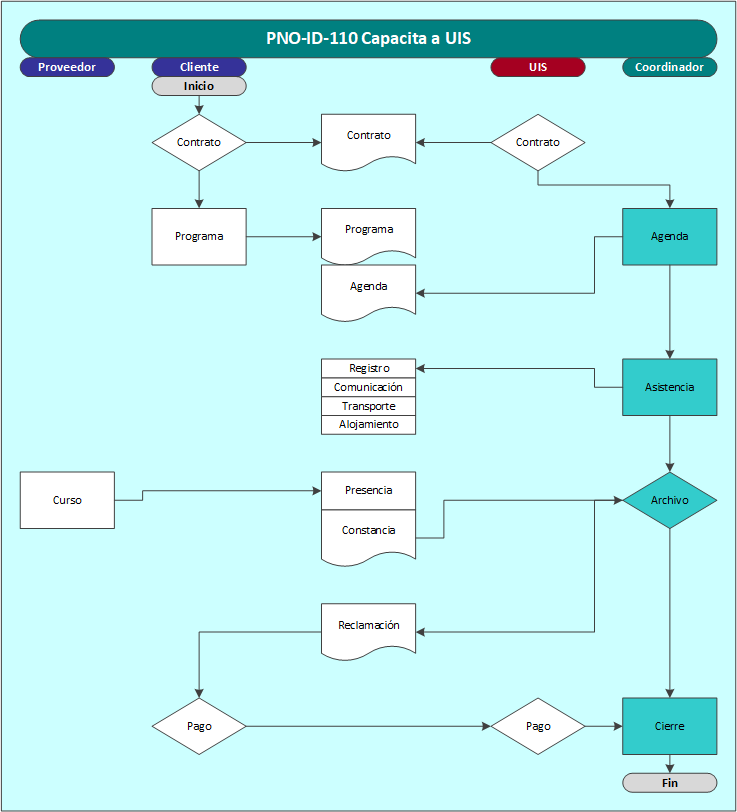 PNO-ID-110 Capacita a UIS
Proveedor
Cliente
UIS
Coordinador
Inicio
Contrato
Contrato
Contrato
Programa
Programa
Agenda
Agenda
Registro
Comunicación
Transporte
Alojamiento
Asistencia
Curso
Presencia
Constancia
Archivo
Reclamación
Pago
Pago
Cierre
Fin